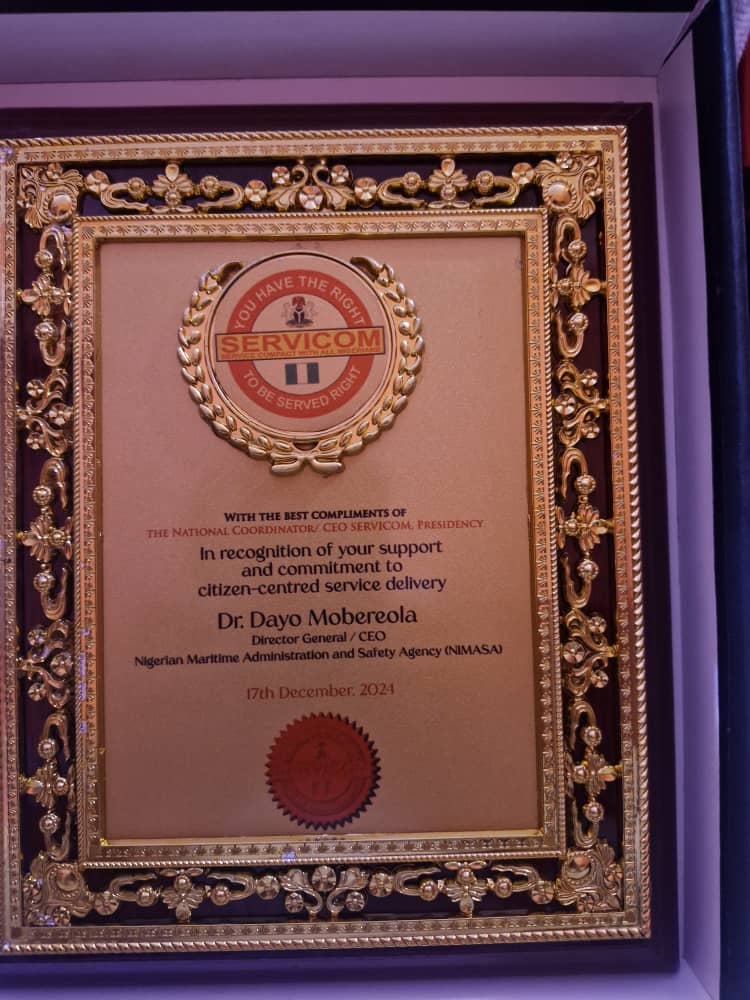 YOU HAVE THE RIGHT
SERVICOM
SERVICE COMPACT WITH ALL NIGERIANS
TO BE SERVED RIGHT
WITH THE BEST COMPLIMENTS OF
THE NATIONAL COORDINATOR/ CEO SERVICOM, PRESIDENCY
In recognition of your support
and commitment to
citizen-centred service delivery
Dr. Dayo Mobereola
Director General / CEO
Nigerian Maritime Administration and Safety Agency (NIMASA)
17th December, 2024